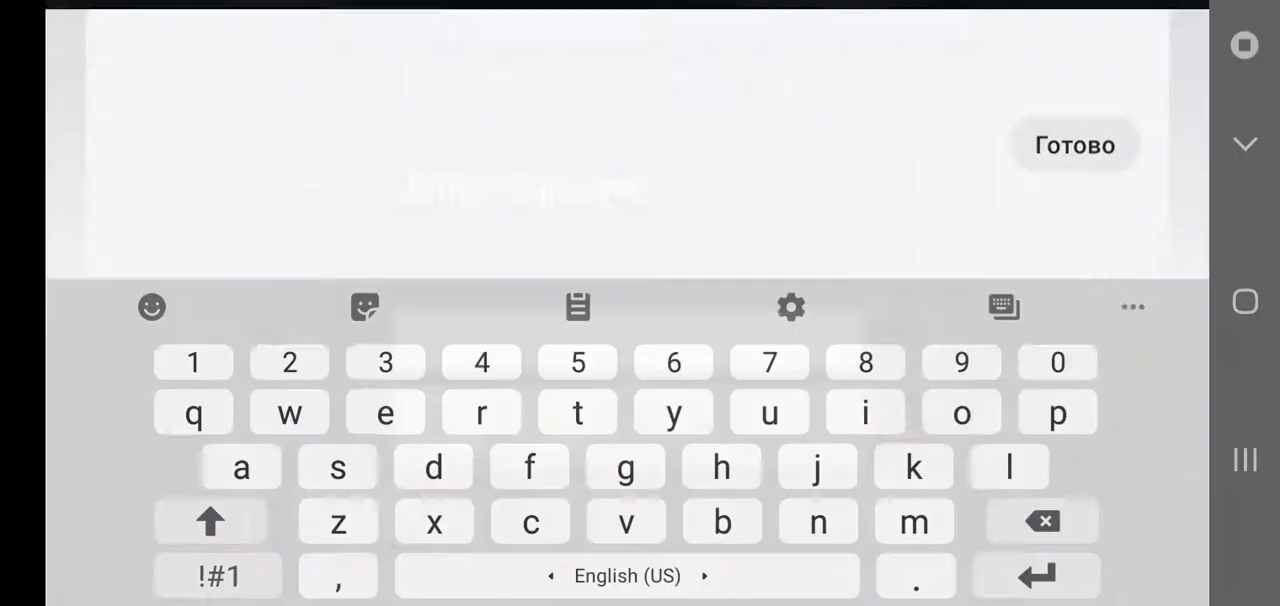 Готово
1 2 3 4 5 6 7 8 9 0
q w e r t y u i o p
a s d f g h j k l
z x c v b n m
!#1 , English (US) .